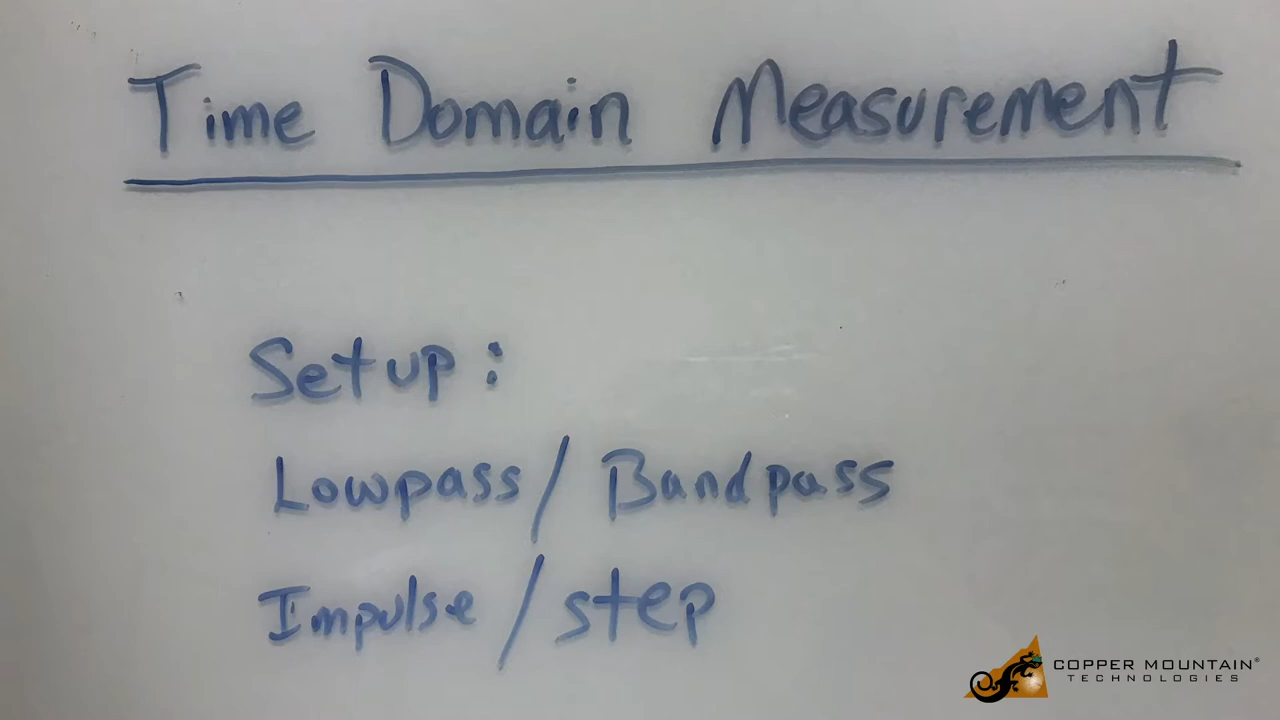 Time Domain Measurement
Setup:
Lowpass/Bandpass
Impulse/step
COPPER MOUNTAIN®
TECHNOLOGIES